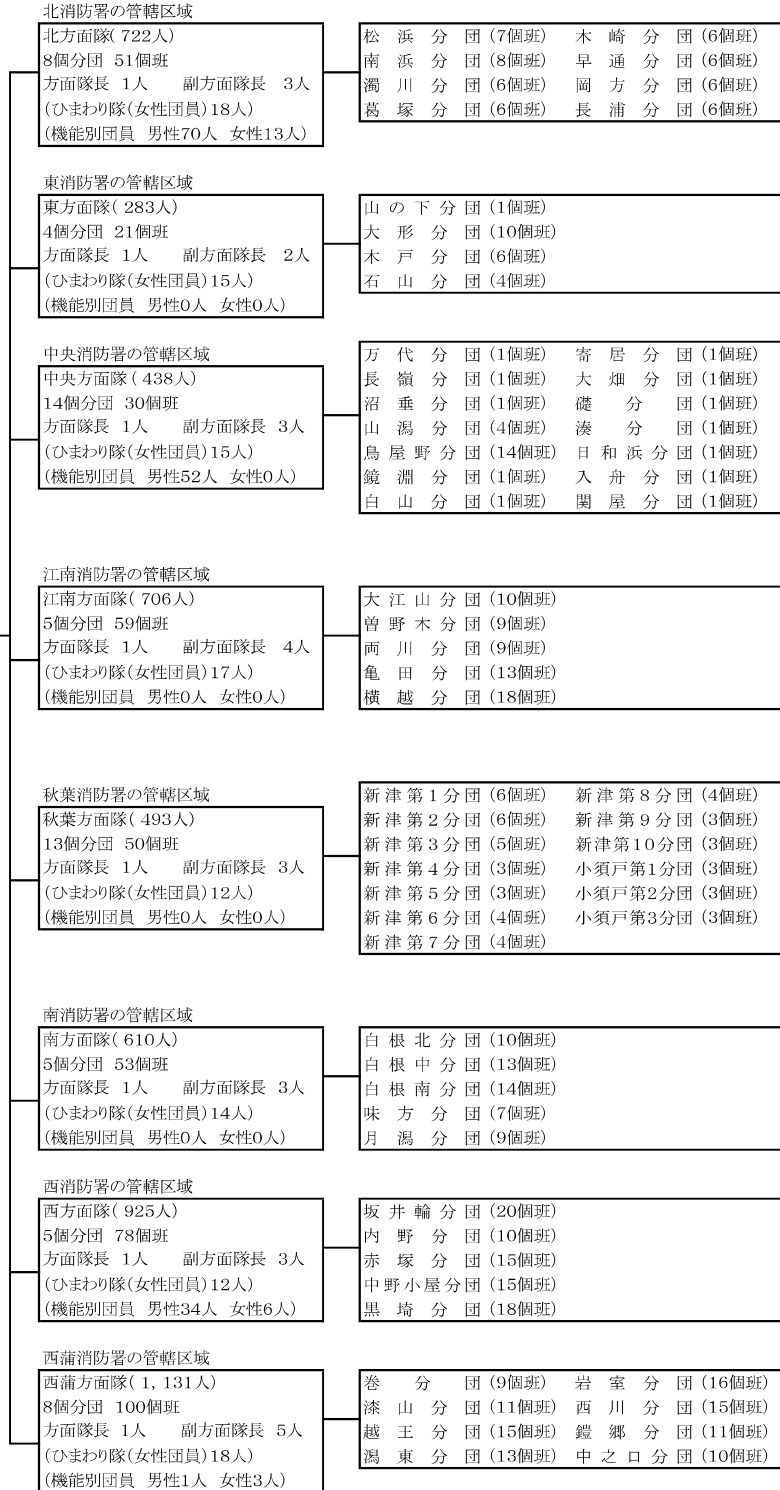 北消防署の管轄区域
北方面隊( 722人)
8個分団 51個班
方面隊長 1人 副方面隊長 3人
(ひまわり隊(女性団員)18人)
(機能別団員 男性70人 女性13人)
松浜分団 (7個班) 木崎分団 (6個班)
南浜分団 (8個班) 早通分団 (6個班)
濁川分団 (6個班) 岡方分団 (6個班)
葛塚分団 (6個班) 長浦分団 (6個班)
東消防署の管轄区域
東方面隊( 283人)
4個分団 21個班
方面隊長 1人 副方面隊長 2人
(ひまわり隊(女性団員)15人)
(機能別団員 男性0人 女性0人)
山の下分団 (1個班)
大形分団 (10個班)
木戸分団 (6個班)
石山分団 (4個班)
中央消防署の管轄区域
中央方面隊( 438人)
14個分団 30個班
方面隊長 1人 副方面隊長 3人
(ひまわり隊(女性団員)15人)
(機能別団員 男性52人 女性0人)
万代分団 (1個班) 寄居分団 (1個班)
長嶺分団 (1個班) 大畑分団 (1個班)
沼垂分団 (1個班) 礎分団 (1個班)
山潟分団 (4個班) 湊分団 (1個班)
鳥屋野分団 (14個班) 日和浜分団 (1個班)
鏡淵分団 (1個班) 入舟分団 (1個班)
白山分団 (1個班) 関屋分団 (1個班)
江南消防署の管轄区域
江南方面隊( 706人)
5個分団 59個班
方面隊長 1人 副方面隊長 4人
(ひまわり隊(女性団員)17人)
(機能別団員 男性0人 女性0人)
大江山分団 (10個班)
曽野木分団 (9個班)
両川分団 (9個班)
亀田分団 (13個班)
横越分団 (18個班)
秋葉消防署の管轄区域
秋葉方面隊( 493人)
13個分団 50個班
方面隊長 1人 副方面隊長 3人
(ひまわり隊(女性団員)12人)
(機能別団員 男性0人 女性0人)
新津第1分団 (6個班) 新津第8分団 (4個班)
新津第2分団 (6個班) 新津第9分団 (3個班)
新津第3分団 (5個班) 新津第10分団 (3個班)
新津第4分団 (3個班) 小須戸第1分団 (3個班)
新津第5分団 (3個班) 小須戸第2分団 (3個班)
新津第6分団 (4個班) 小須戸第3分団 (3個班)
新津第7分団 (4個班)
南消防署の管轄区域
南方面隊( 610人)
5個分団 53個班
方面隊長 1人 副方面隊長 3人
(ひまわり隊(女性団員)14人)
(機能別団員 男性0人 女性0人)
白根北分団 (10個班)
白根中分団 (13個班)
白根南分団 (14個班)
味方分団 (7個班)
月潟分団 (9個班)
西消防署の管轄区域
西方面隊( 925人)
5個分団 78個班
方面隊長 1人 副方面隊長 3人
(ひまわり隊(女性団員)12人)
(機能別団員 男性34人 女性6人)
坂井輪分団 (20個班)
内野分団 (10個班)
赤塚分団 (15個班)
中野小屋分団 (15個班)
黒埼分団 (18個班)
西蒲消防署の管轄区域
西蒲方面隊( 1, 131人)
8個分団 100個班
方面隊長 1人 副方面隊長 5人
(ひまわり隊(女性団員)18人)
(機能別団員 男性1人 女性3人)
巻分団 (9個班) 岩室分団 (16個班)
漆山分団 (11個班) 西川分団 (15個班)
越王分団 (15個班) 鎧郷分団 (11個班)
潟東分団 (13個班) 中之口分団 (10個班)